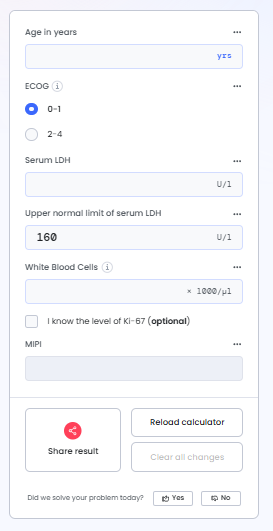 Age in years ...
yrs
ECOG i ...
0-1
2-4
Serum LDH ...
U/l
Upper normal limit of serum LDH ...
160 U/l
White Blood Cells i ...
× 1000/μl
I know the level of Ki-67 (optional)
MIPI ...
Share result
Reload calculator
Clear all changes
Did we solve your problem today? Yes No